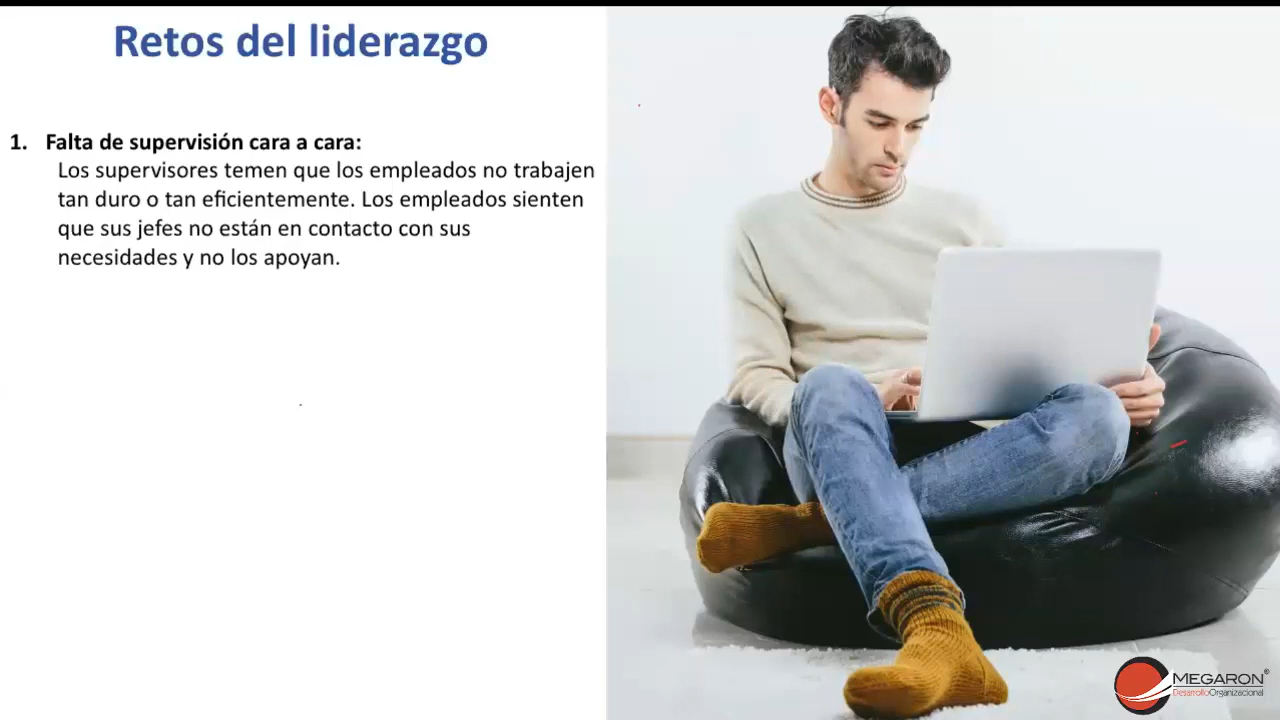 Retos del liderazgo
1. Falta de supervisión cara a cara:
Los supervisores temen que los empleados no trabajen
tan duro o tan eficientemente. Los empleados sienten
que sus jefes no están en contacto con sus
necesidades y no los apoyan.
MEGARON®
DesarrolloOrganizacional